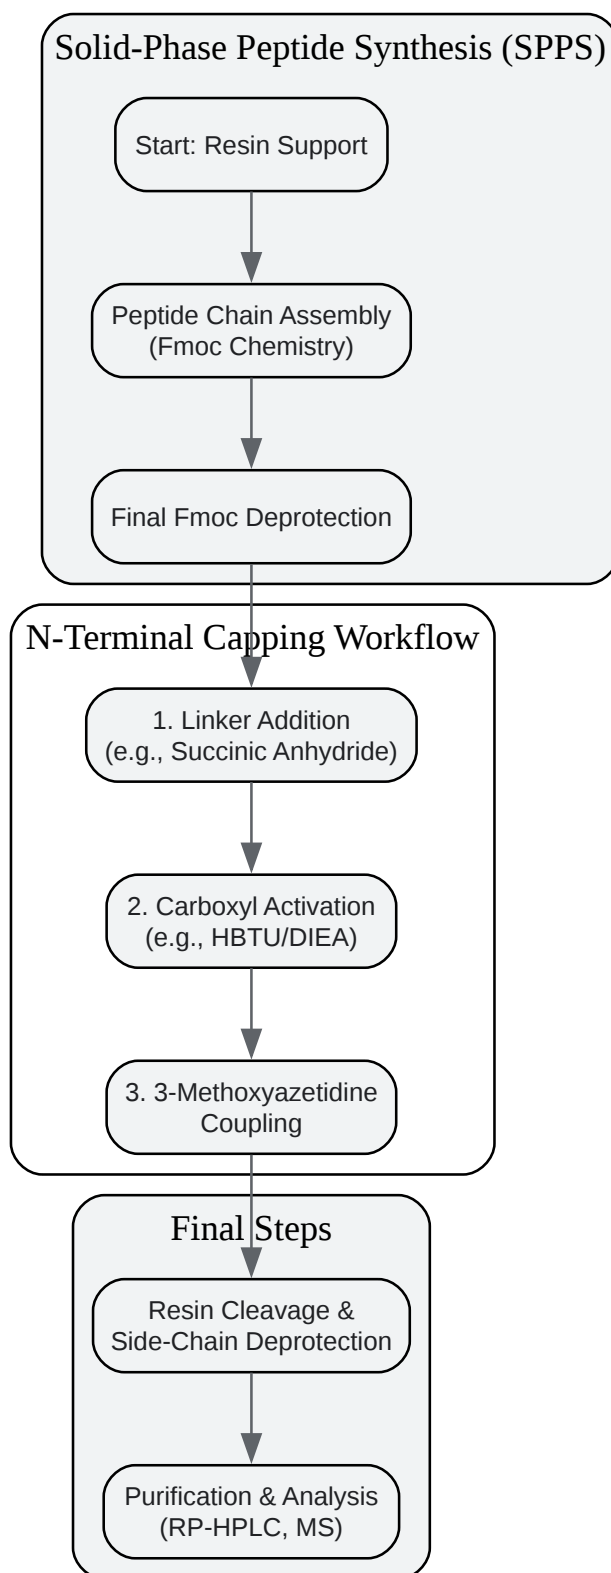 Solid-Phase Peptide Synthesis (SPPS)
Start: Resin Support
Peptide Chain Assembly
(Fmoc Chemistry)
Final Fmoc Deprotection
N-Terminal Capping Workflow
1. Linker Addition
(e.g., Succinic Anhydride)
2. Carboxyl Activation
(e.g., HBTU/DIEA)
3. 3-Methoxyazetidine
Coupling
Final Steps
Resin Cleavage &
Side-Chain Deprotection
Purification & Analysis
(RP-HPLC, MS)